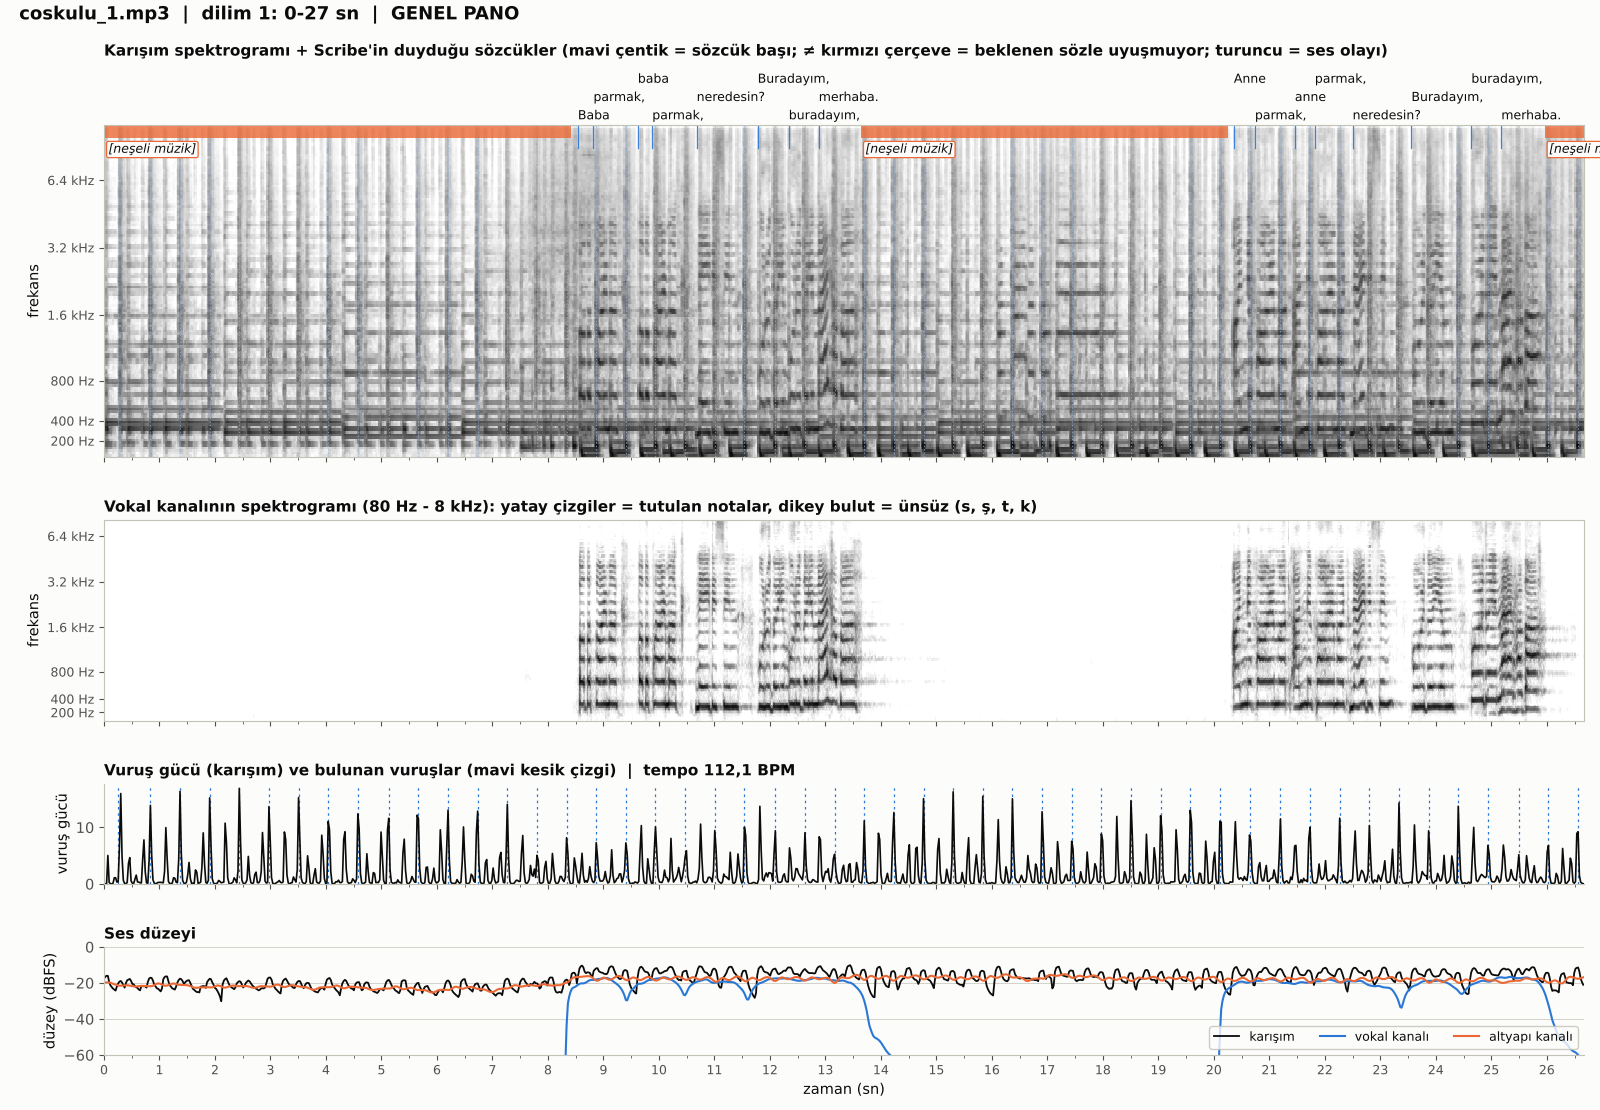 coskulu_1.mp3 | dilim 1: 0-27 sn | GENEL PANO
Karışım spektrogramı + Scribe'in duyduğu sözcükler (mavi çentik = sözcük başı; ≠ kırmızı çerçeve = beklenen sözle uyuşmuyor; turuncu = ses olayı)
baba Buradayım, Anne parmak, buradayım,
parmak, neredesin? merhaba. anne Buradayım,
Baba parmak, buradayım, parmak, neredesin? merhaba.
[neşeli müzik] [neşeli müzik] [neşeli m
frekans
6.4 kHz
3.2 kHz
1.6 kHz
800 Hz
400 Hz
200 Hz
Vokal kanalının spektrogramı (80 Hz - 8 kHz): yatay çizgiler = tutulan notalar, dikey bulut = ünsüz (s, ş, t, k)
frekans
6.4 kHz
3.2 kHz
1.6 kHz
800 Hz
400 Hz
200 Hz
Vuruş gücü (karışım) ve bulunan vuruşlar (mavi kesik çizgi) | tempo 112,1 BPM
vuruş gücü
10
0
Ses düzeyi
düzey (dBFS)
0
−20
−40
−60
karışım vokal kanalı altyapı kanalı
0 1 2 3 4 5 6 7 8 9 10 11 12 13 14 15 16 17 18 19 20 21 22 23 24 25 26
zaman (sn)